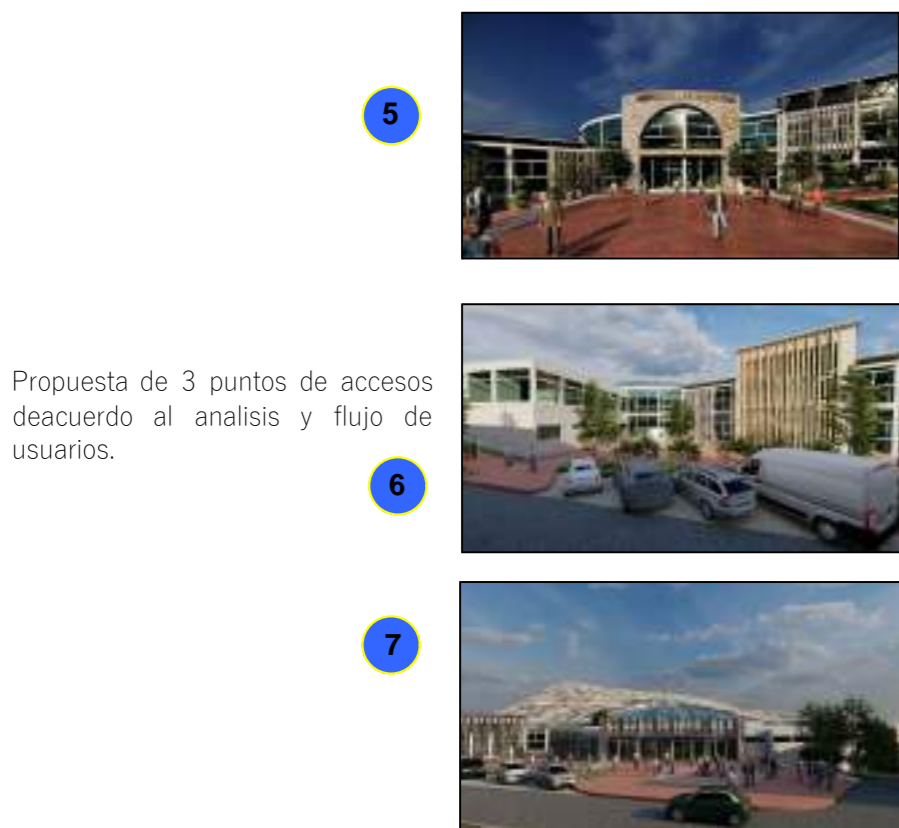 5
Propuesta de 3 puntos de accesos
deacuerdo al analisis y flujo de
usuarios.
6
7